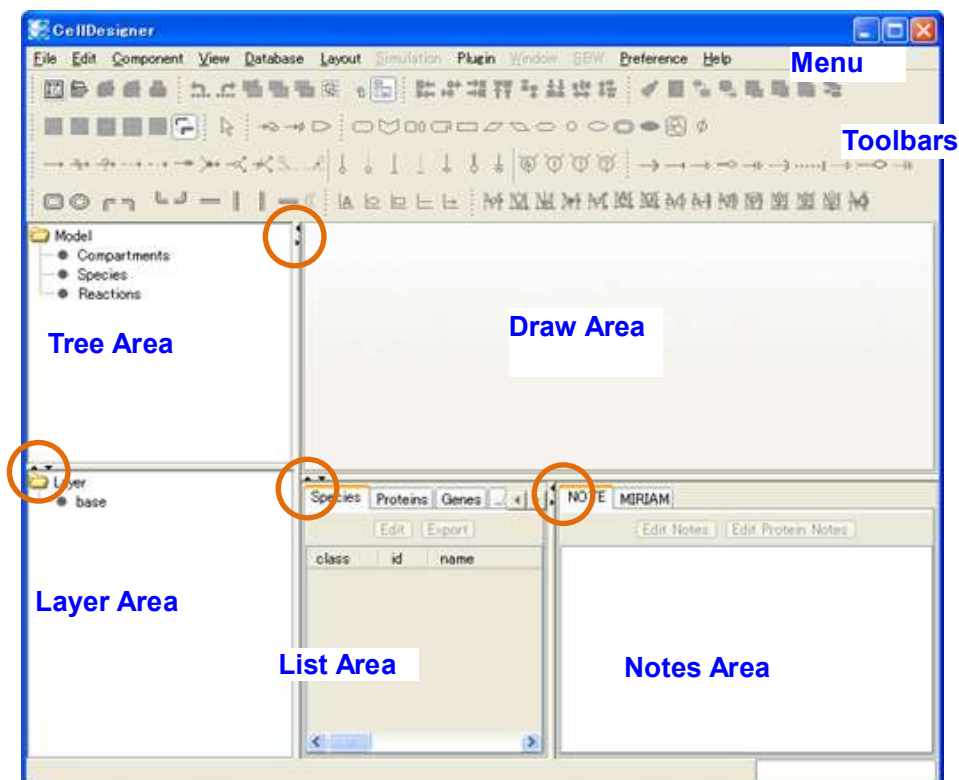 CellDesigner
File Edit Component View Database Layout Simulation Plugin Window SBW Preference Help
Menu
Toolbars
Model
Compartments
Species
Reactions
Tree Area
Draw Area
Layer
base
Layer Area
Species Proteins Genes ...
Edit Export
class id name
List Area
NOTE MIRIAM
Edit Notes Edit Protein Notes
Notes Area